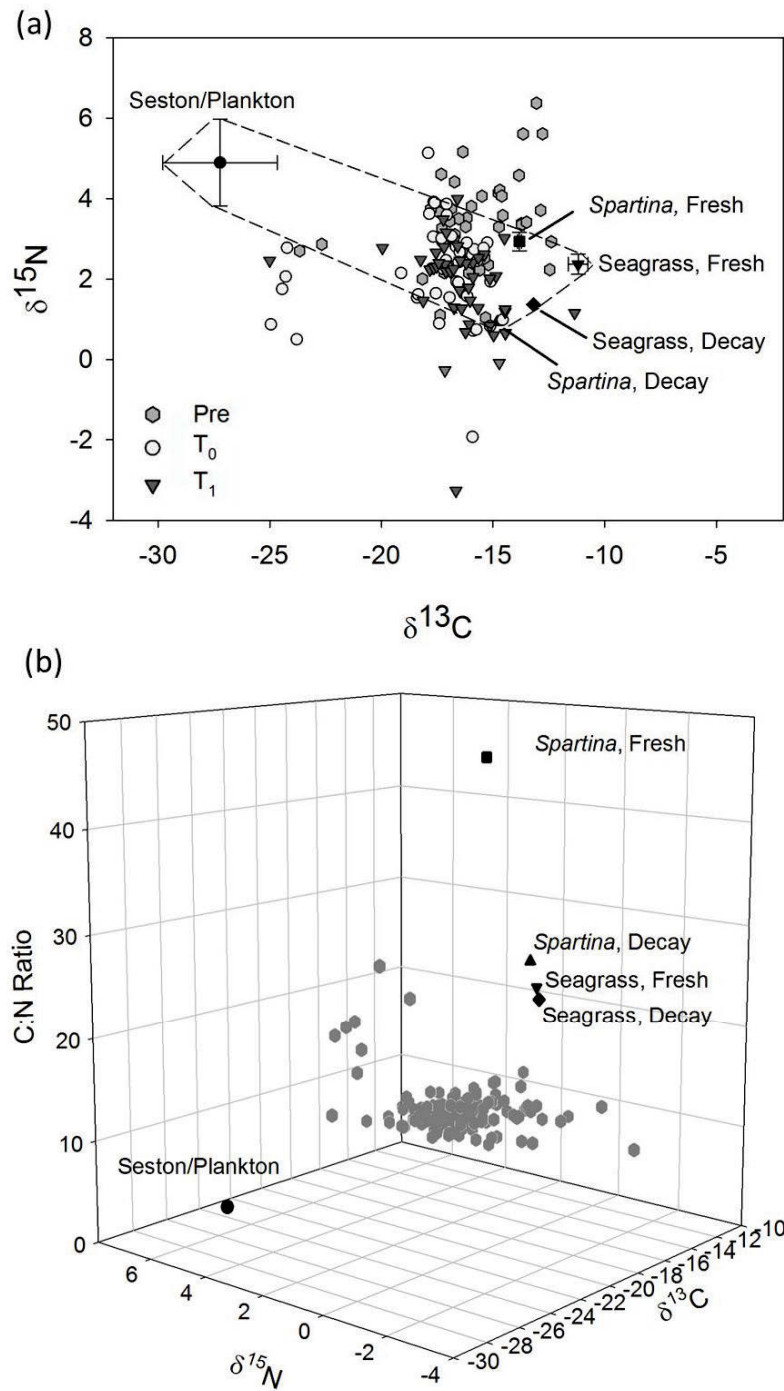 (a)
8
6
4
2
0
-2
-4
δ15N
Seston/Plankton
Spartina, Fresh
Seagrass, Fresh
Seagrass, Decay
Spartina, Decay
Pre
T0
T1
-30 -25 -20 -15 -10 -5
δ13C
(b)
50
40
30
20
10
0
C:N Ratio
Spartina, Fresh
Spartina, Decay
Seagrass, Fresh
Seagrass, Decay
Seston/Plankton
6 4 2 0 -2 -4
δ15N
-30 -28 -26 -24 -22 -20 -18 -16 -14 -12 -10
δ13C